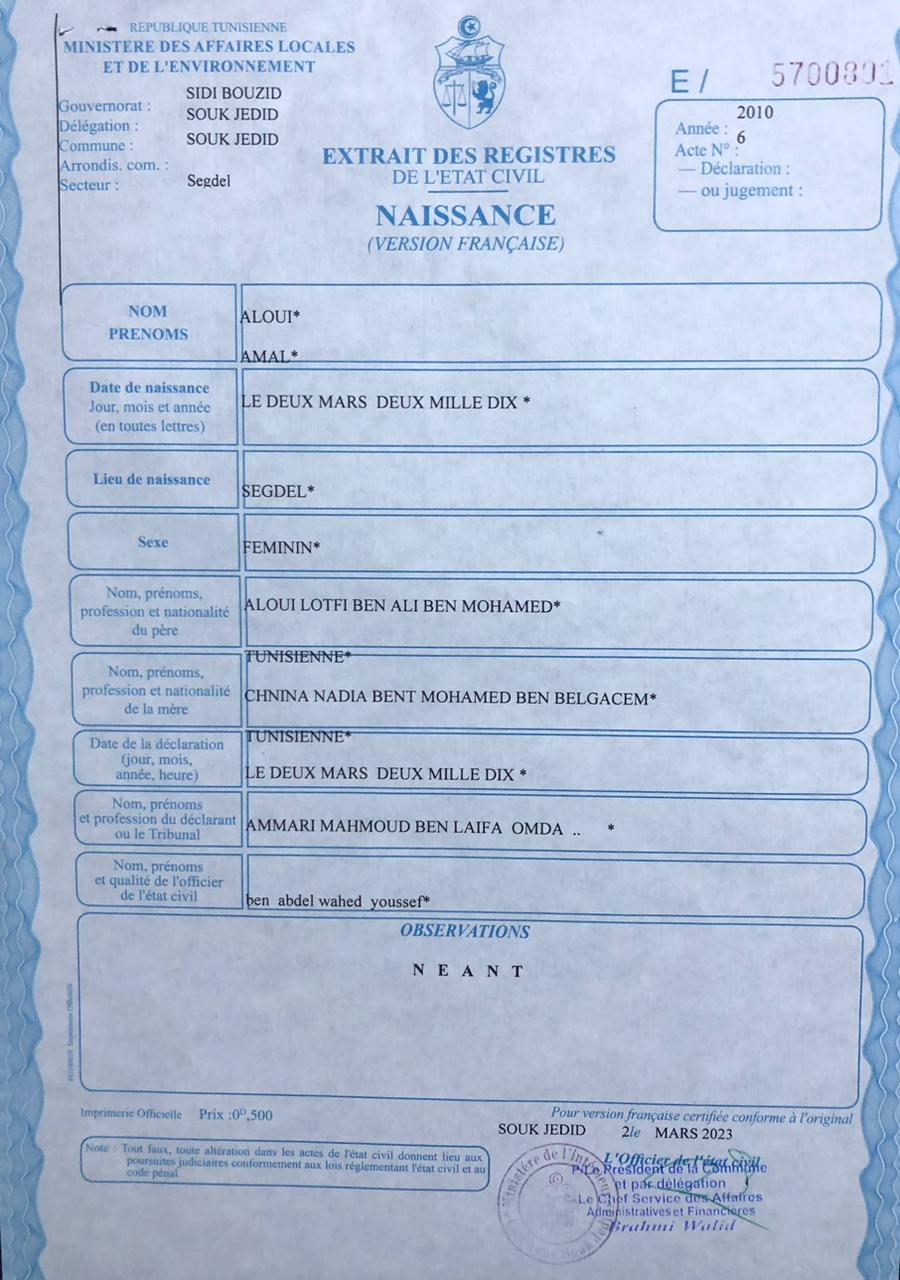 REPUBLIQUE TUNISIENNE
MINISTERE DES AFFAIRES LOCALES
ET DE L'ENVIRONNEMENT
Gouvernorat : SIDI BOUZID
Délégation : SOUK JEDID
Commune : SOUK JEDID
Arrondis. com. :
Secteur : Segdel
EXTRAIT DES REGISTRES
DE L'ETAT CIVIL
NAISSANCE
(VERSION FRANÇAISE)
E / 5700801
Année : 2010
Acte N° : 6
— Déclaration :
— ou jugement :
NOM
PRENOMS
ALOUI*
AMAL*
Date de naissance
Jour, mois et année
(en toutes lettres)
LE DEUX MARS DEUX MILLE DIX *
Lieu de naissance
SEGDEL*
Sexe
FEMININ*
Nom, prénoms,
profession et nationalité
du père
ALOUI LOTFI BEN ALI BEN MOHAMED*
TUNISIENNE*
Nom, prénoms,
profession et nationalité
de la mère
CHNINA NADIA BENT MOHAMED BEN BELGACEM*
TUNISIENNE*
Date de la déclaration
(jour, mois,
année, heure)
LE DEUX MARS DEUX MILLE DIX *
Nom, prénoms
et profession du déclarant
ou le Tribunal
AMMARI MAHMOUD BEN LAIFA OMDA .. *
Nom, prénoms
et qualité de l'officier
de l'état civil
ben abdel wahed youssef*
OBSERVATIONS
N E A N T
Imprimerie Officielle
Imprimerie Officielle Prix :0ᴰ,500
Note : Tout faux, toute altération dans les actes de l'état civil donnent lieu aux
poursuites judiciaires conformement aux lois réglementant l'état civil et au
code pénal.
Pour version française certifiée conforme à l'original
SOUK JEDID 2le MARS 2023
L'Officier de l'état civil
P/Le Président de la Commune
et par délégation
Le Chef Service des Affaires
Administratives et Financières
Brahmi Walid
Ministère de l'Intérieur